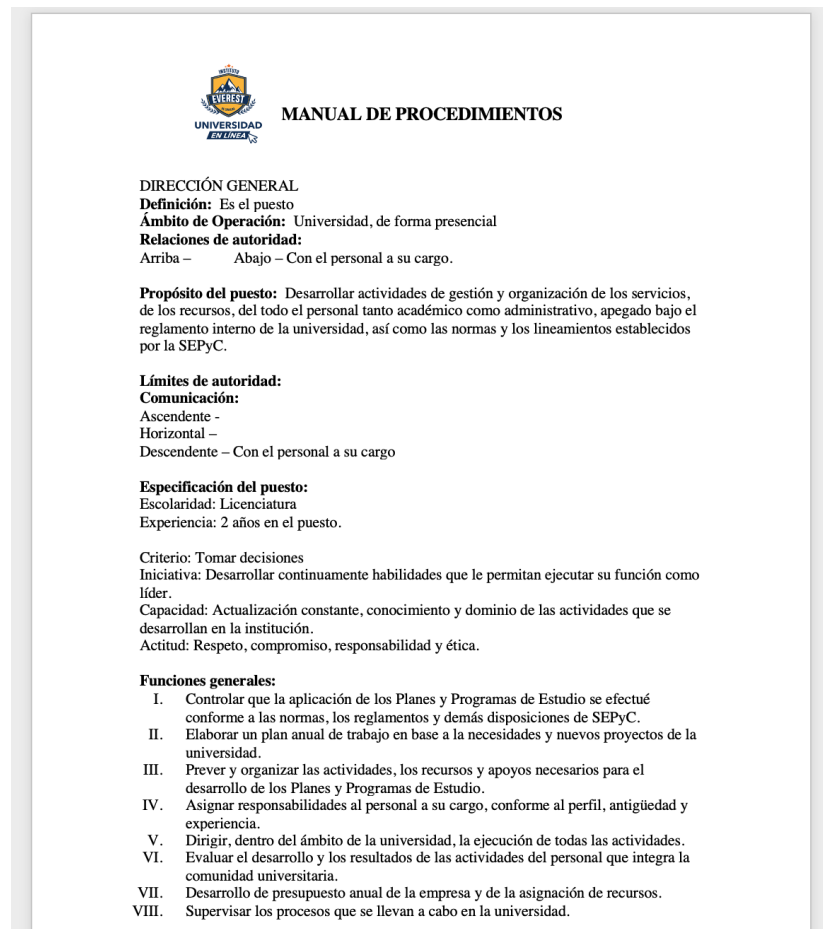 INSTITUTO
EVEREST
UNIVERSIDAD
EN LÍNEA
MANUAL DE PROCEDIMIENTOS
DIRECCIÓN GENERAL
Definición: Es el puesto
Ámbito de Operación: Universidad, de forma presencial
Relaciones de autoridad:
Arriba – Abajo – Con el personal a su cargo.
Propósito del puesto: Desarrollar actividades de gestión y organización de los servicios,
de los recursos, del todo el personal tanto académico como administrativo, apegado bajo el
reglamento interno de la universidad, así como las normas y los lineamientos establecidos
por la SEPyC.
Límites de autoridad:
Comunicación:
Ascendente -
Horizontal –
Descendente – Con el personal a su cargo
Especificación del puesto:
Escolaridad: Licenciatura
Experiencia: 2 años en el puesto.
Criterio: Tomar decisiones
Iniciativa: Desarrollar continuamente habilidades que le permitan ejecutar su función como
líder.
Capacidad: Actualización constante, conocimiento y dominio de las actividades que se
desarrollan en la institución.
Actitud: Respeto, compromiso, responsabilidad y ética.
Funciones generales:
I. Controlar que la aplicación de los Planes y Programas de Estudio se efectué
conforme a las normas, los reglamentos y demás disposiciones de SEPyC.
II. Elaborar un plan anual de trabajo en base a la necesidades y nuevos proyectos de la
universidad.
III. Prever y organizar las actividades, los recursos y apoyos necesarios para el
desarrollo de los Planes y Programas de Estudio.
IV. Asignar responsabilidades al personal a su cargo, conforme al perfil, antigüedad y
experiencia.
V. Dirigir, dentro del ámbito de la universidad, la ejecución de todas las actividades.
VI. Evaluar el desarrollo y los resultados de las actividades del personal que integra la
comunidad universitaria.
VII. Desarrollo de presupuesto anual de la empresa y de la asignación de recursos.
VIII. Supervisar los procesos que se llevan a cabo en la universidad.